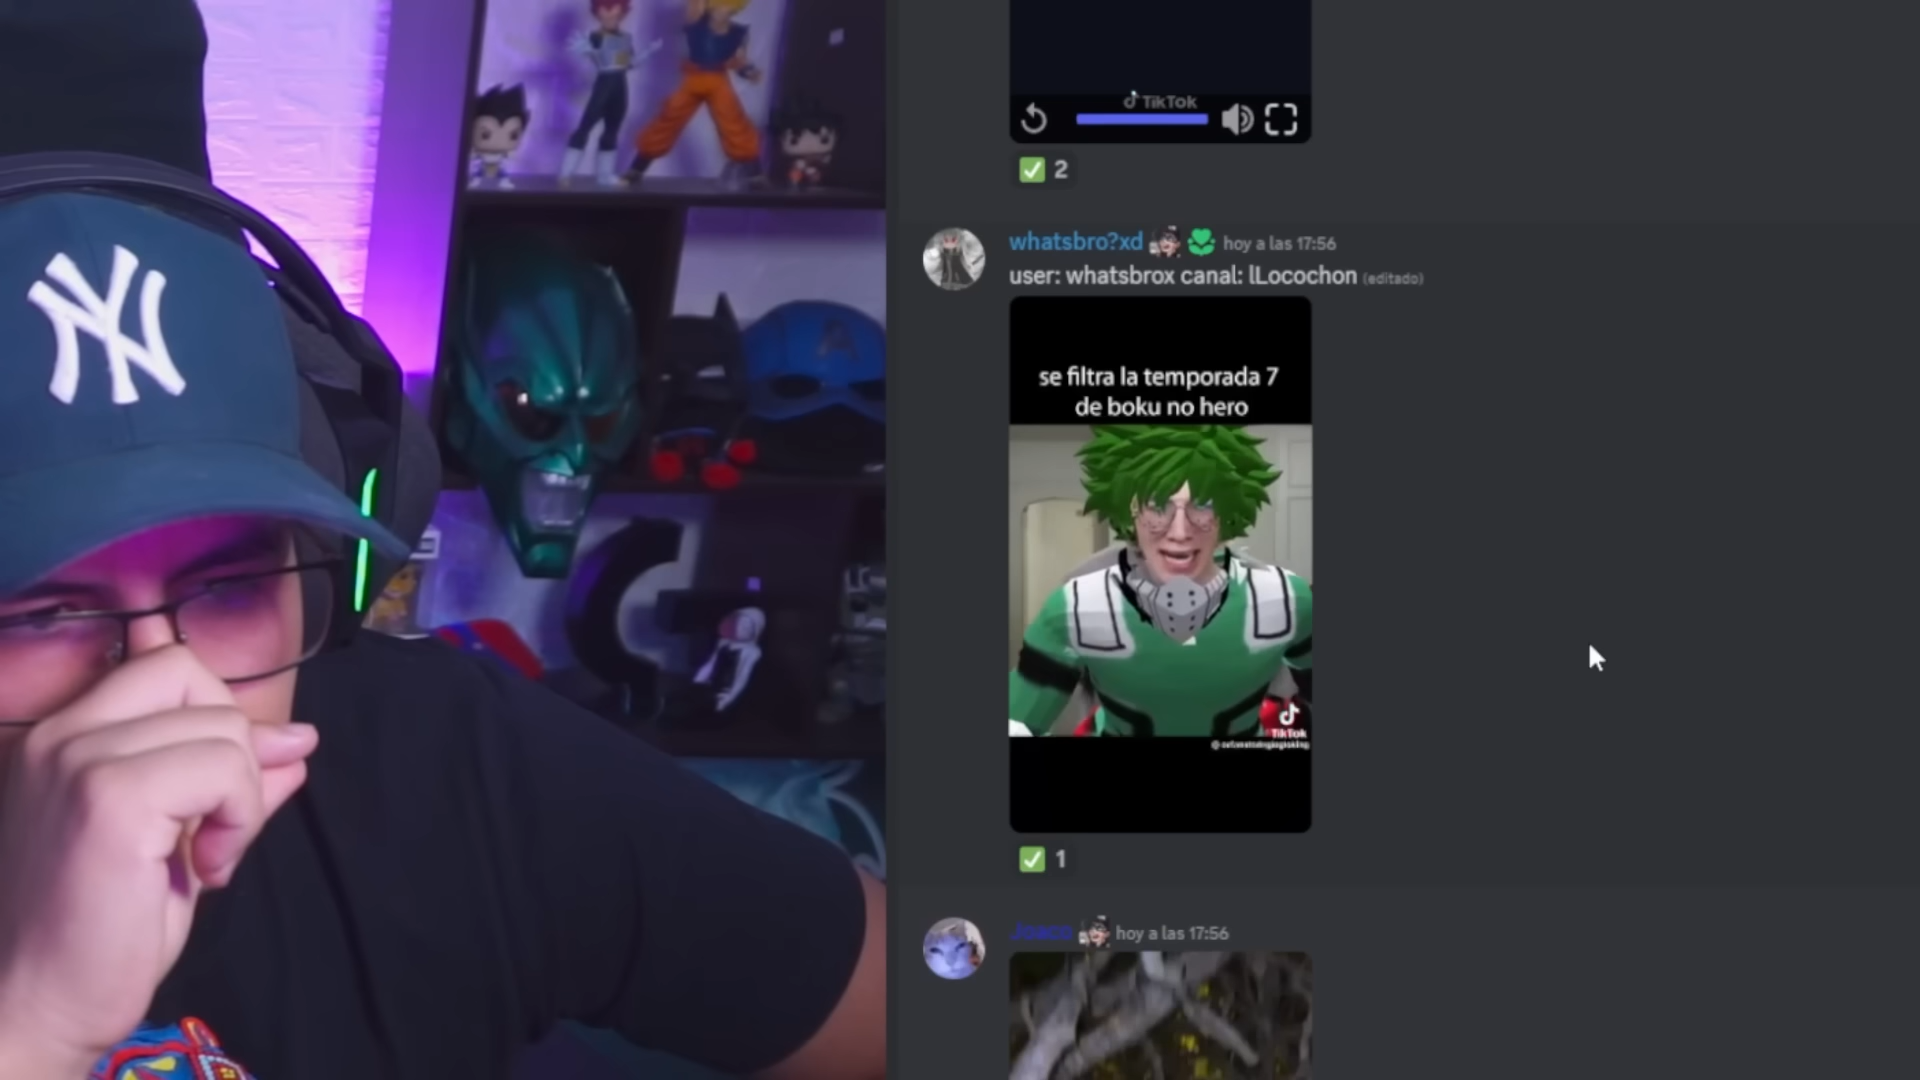 NY
TikTok
2
whatsbro?xd hoy a las 17:56
user: whatsbrox canal: lLocochon (editado)
se filtra la temporada 7
de boku no hero
TikTok
1
hoy a las 17:56